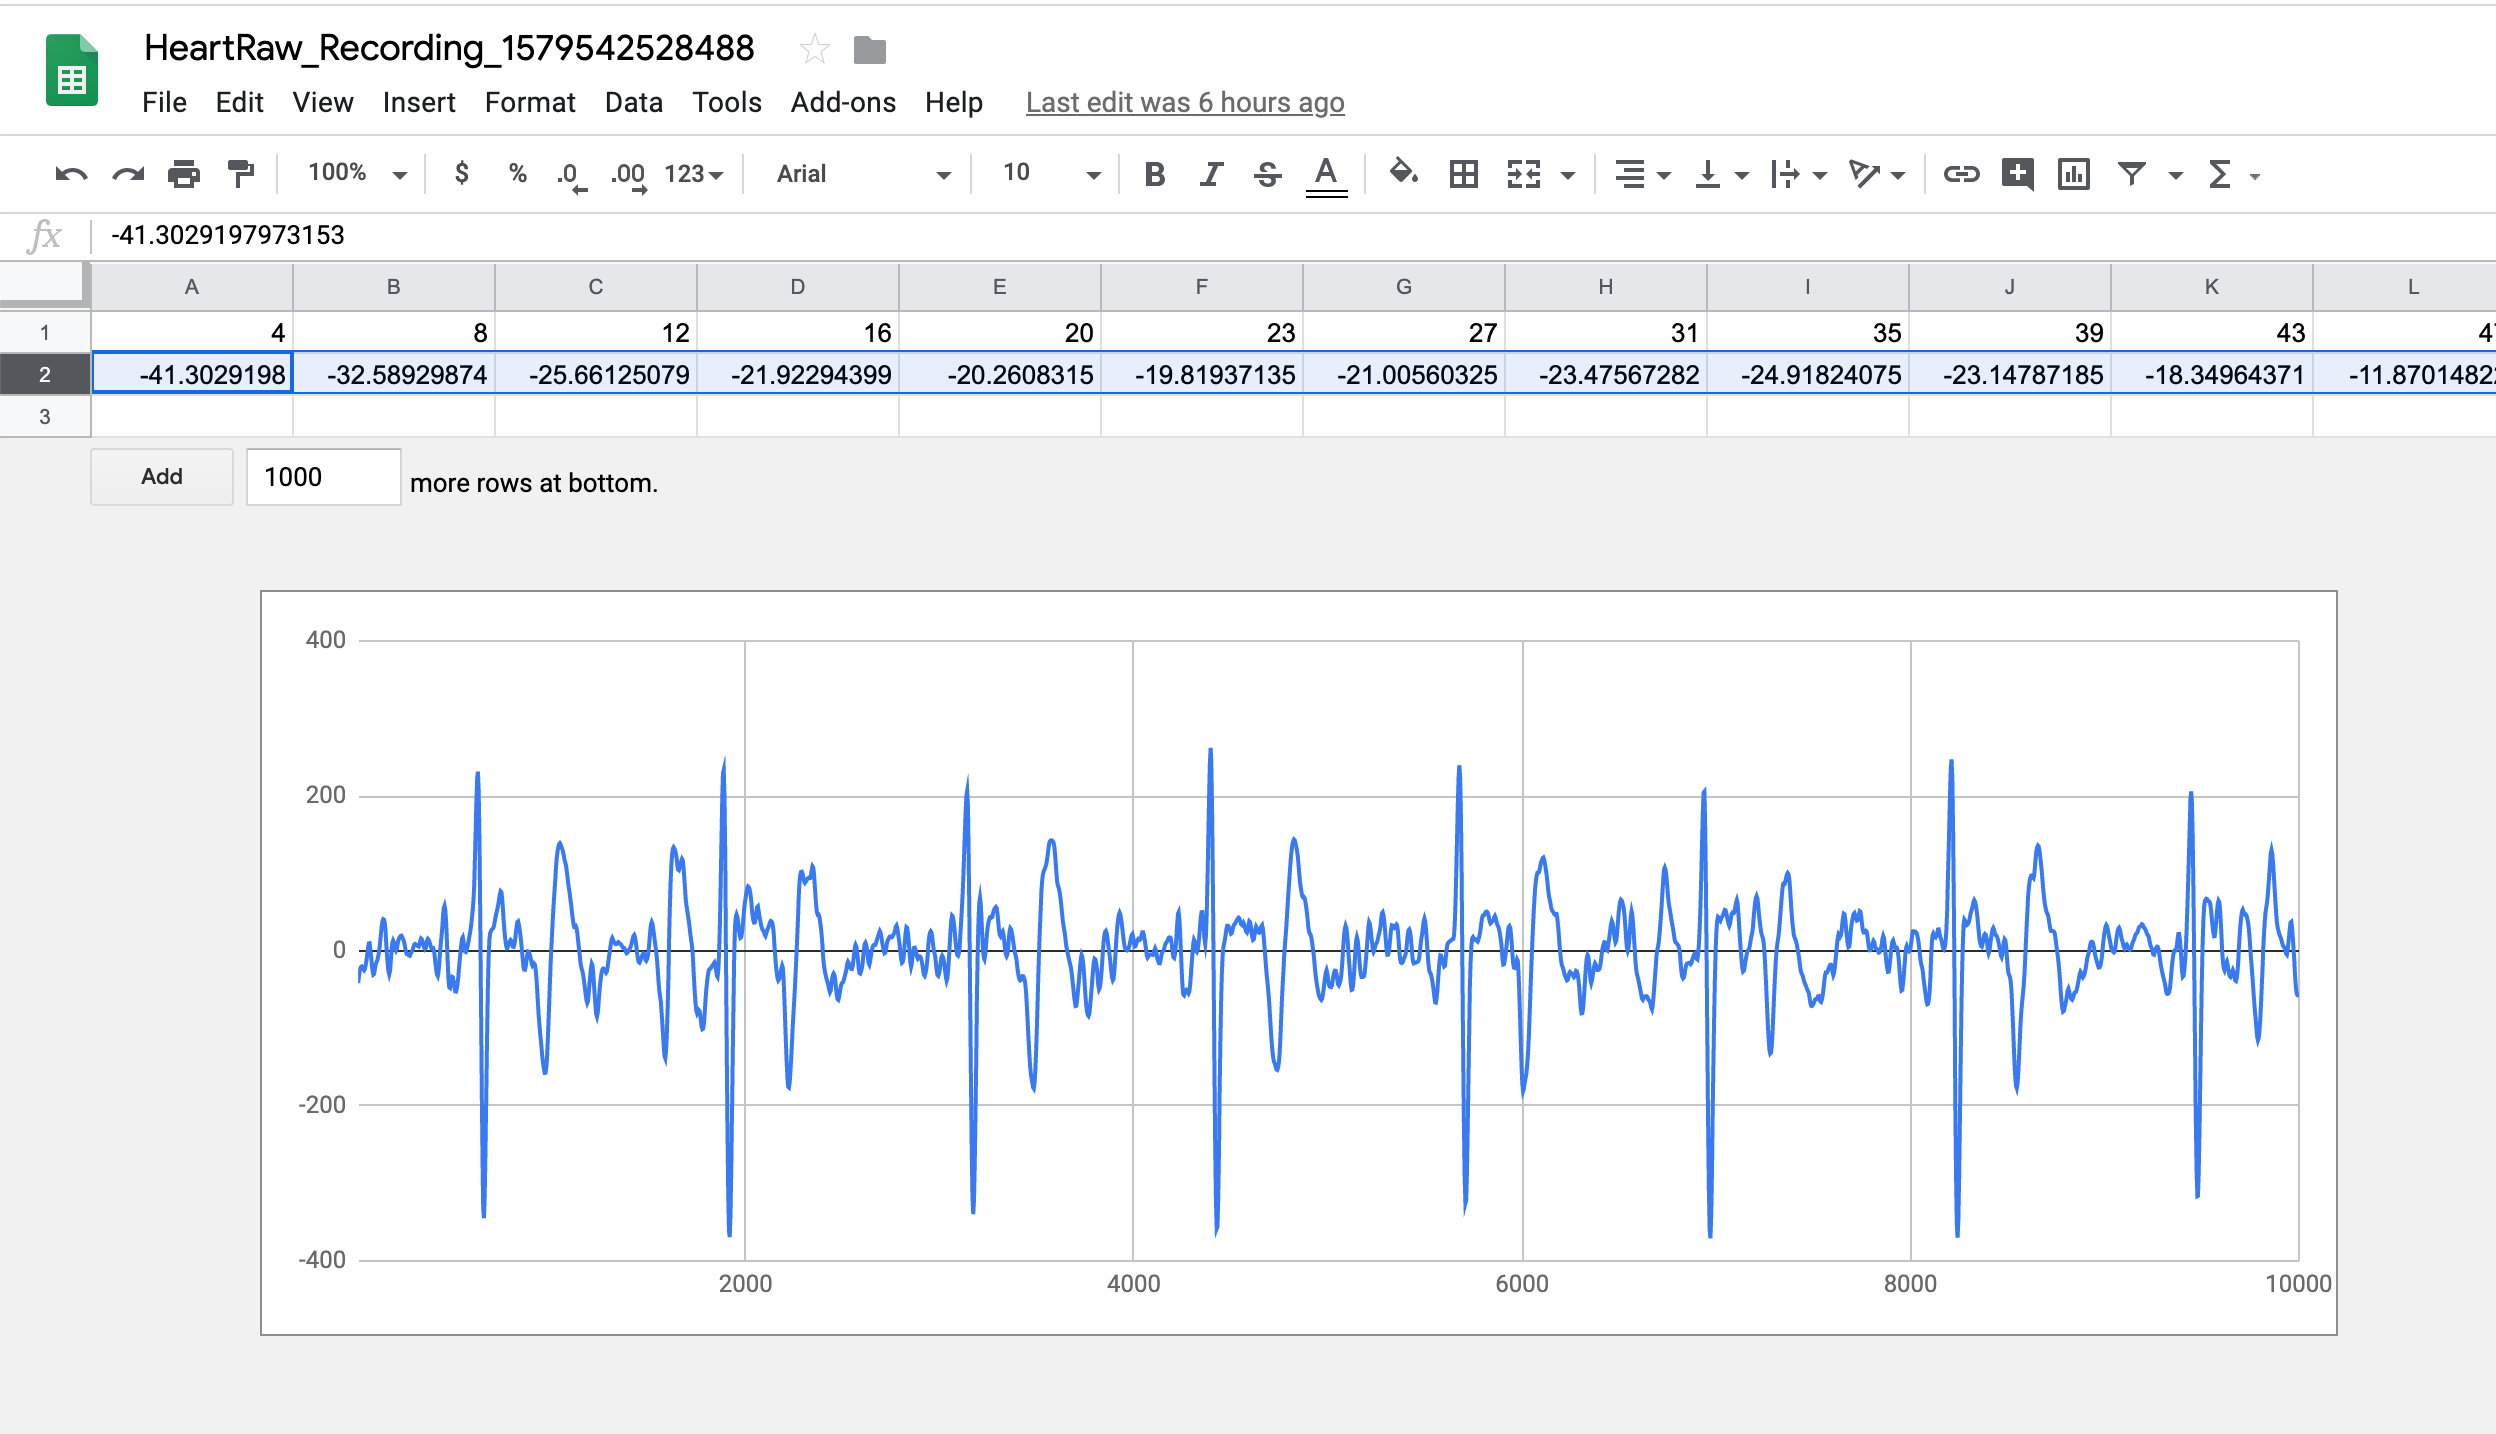 HeartRaw_Recording_1579542528488
File Edit View Insert Format Data Tools Add-ons Help Last edit was 6 hours ago
100% $ % .0 .00 123 Arial 10 B I S A Σ
fx -41.3029197973153
A B C D E F G H I J K L
1 4 8 12 16 20 23 27 31 35 39 43
2 -41.3029198 -32.58929874 -25.66125079 -21.92294399 -20.2608315 -19.81937135 -21.00560325 -23.47567282 -24.91824075 -23.14787185 -18.34964371 -11.8701482
3
Add 1000 more rows at bottom.
400
200
0
-200
-400
2000 4000 6000 8000 10000